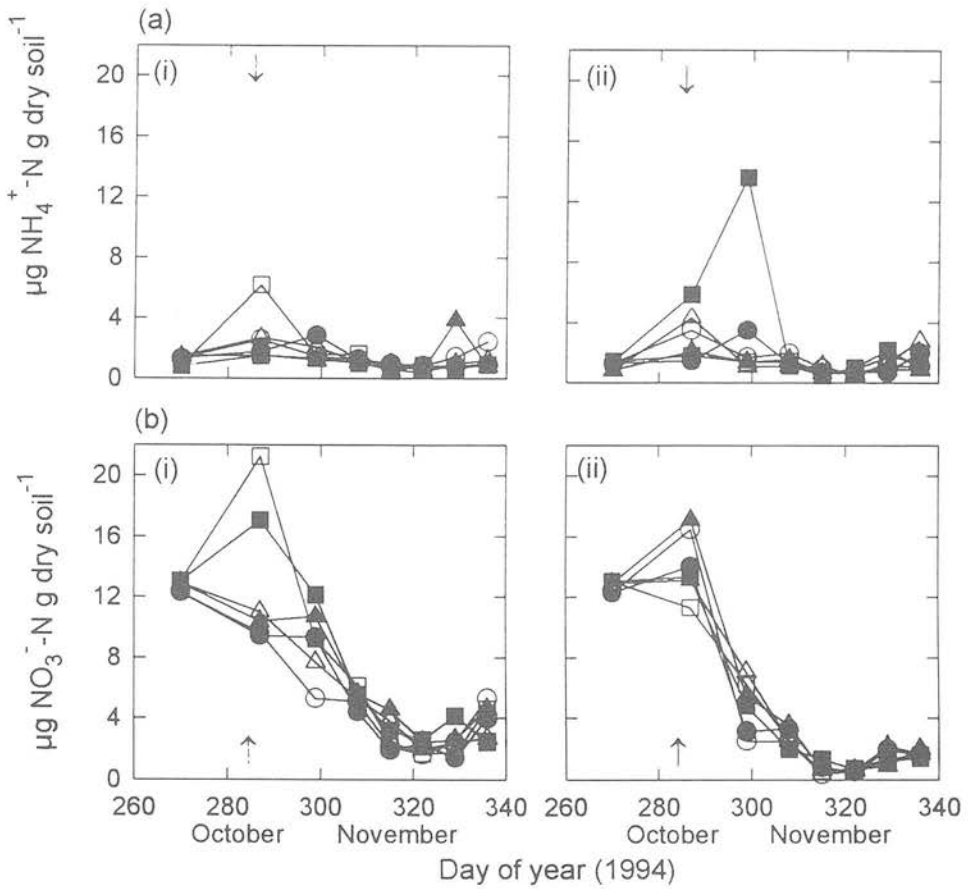 (a)
(i)
(ii)
µg NH₄⁺-N g dry soil⁻¹
20
16
12
8
4
0
(b)
(i)
(ii)
µg NO₃⁻-N g dry soil⁻¹
20
16
12
8
4
0
260 280 300 320 340 260 280 300 320 340
October November October November
Day of year (1994)